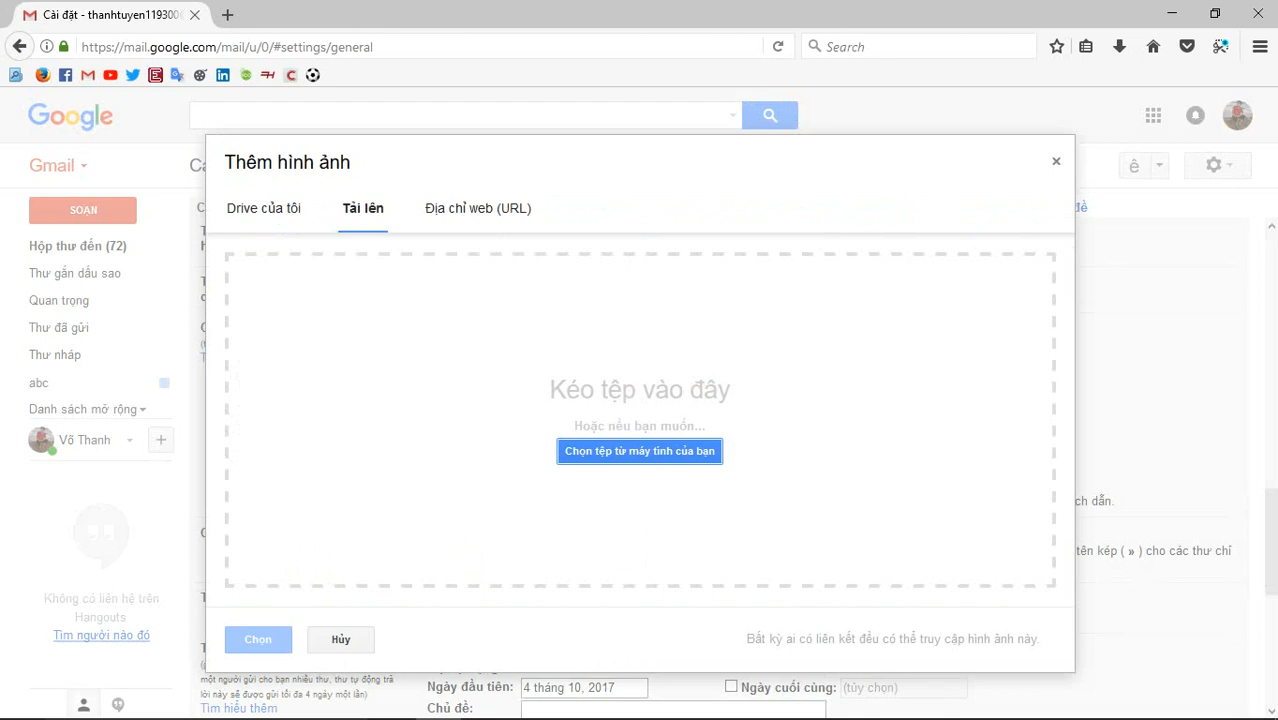 Cài đặt - thanhtuyen119300
https://mail.google.com/mail/u/0/#settings/general
Search
Google
Gmail
Thêm hình ảnh
Drive của tôi
Tải lên
Địa chỉ web (URL)
SOẠN
Hộp thư đến (72)
Thư gắn dấu sao
Quan trọng
Thư đã gửi
Thư nháp
abc
Danh sách mở rộng
Võ Thanh
Kéo tệp vào đây
Hoặc nếu bạn muốn...
Chọn tệp từ máy tính của bạn
ch dẫn.
tên kép ( » ) cho các thư chỉ
Không có liên hệ trên
Hangouts
Tìm người nào đó
Chọn
Hủy
Bất kỳ ai có liên kết đều có thể truy cập hình ảnh này.
một người gửi cho bạn nhiều thư, thư tự động trả
lời này sẽ được gửi tối đa 4 ngày một lần)
Tìm hiểu thêm
Ngày đầu tiên: 4 tháng 10, 2017
Ngày cuối cùng: (tùy chọn)
Chủ đề: